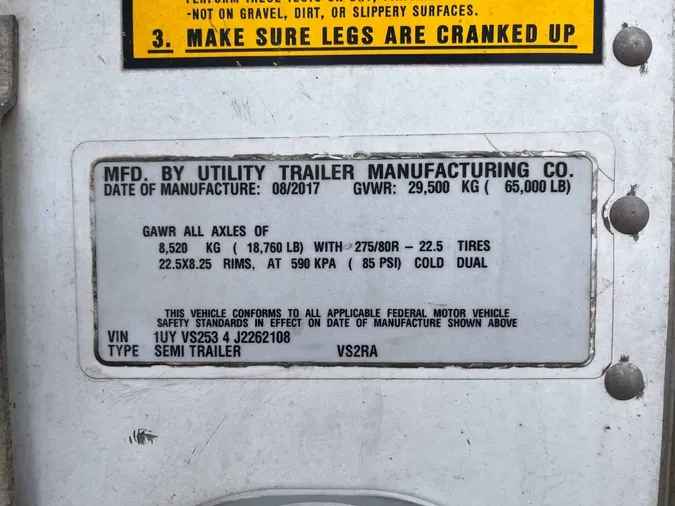 -NOT ON GRAVEL, DIRT, OR SLIPPERY SURFACES.
3. MAKE SURE LEGS ARE CRANKED UP
MFD. BY UTILITY TRAILER MANUFACTURING CO.
DATE OF MANUFACTURE: 08/2017 GVWR: 29,500 KG ( 65,000 LB)
GAWR ALL AXLES OF
8,520 KG ( 18,760 LB) WITH 275/80R - 22.5 TIRES
22.5X8.25 RIMS, AT 590 KPA ( 85 PSI) COLD DUAL
THIS VEHICLE CONFORMS TO ALL APPLICABLE FEDERAL MOTOR VEHICLE
SAFETY STANDARDS IN EFFECT ON DATE OF MANUFACTURE SHOWN ABOVE
VIN 1UY VS253 4 J2262108
TYPE SEMI TRAILER VS2RA